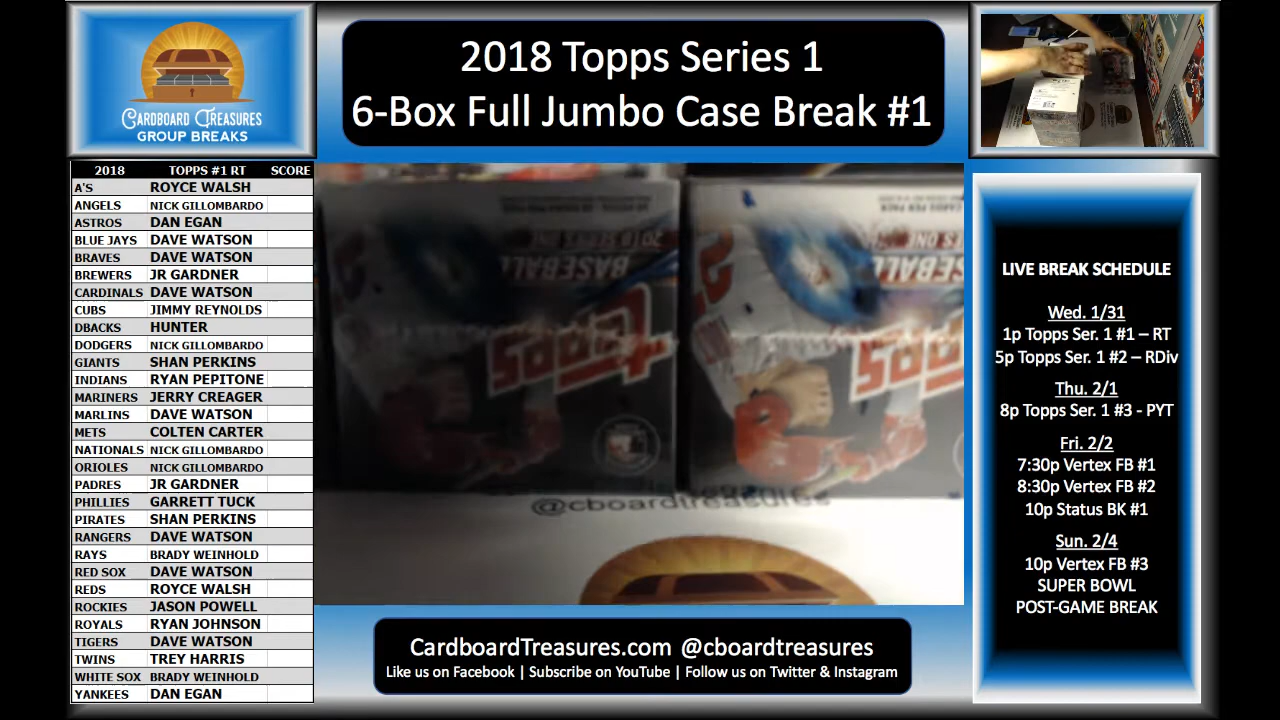 CARDBOARD TREASURES
GROUP BREAKS
2018 Topps Series 1
6-Box Full Jumbo Case Break #1
2018 TOPPS #1 RT SCORE
A'S ROYCE WALSH
ANGELS NICK GILLOMBARDO
ASTROS DAN EGAN
BLUE JAYS DAVE WATSON
BRAVES DAVE WATSON
BREWERS JR GARDNER
CARDINALS DAVE WATSON
CUBS JIMMY REYNOLDS
DBACKS HUNTER
DODGERS NICK GILLOMBARDO
GIANTS SHAN PERKINS
INDIANS RYAN PEPITONE
MARINERS JERRY CREAGER
MARLINS DAVE WATSON
METS COLTEN CARTER
NATIONALS NICK GILLOMBARDO
ORIOLES NICK GILLOMBARDO
PADRES JR GARDNER
PHILLIES GARRETT TUCK
PIRATES SHAN PERKINS
RANGERS DAVE WATSON
RAYS BRADY WEINHOLD
RED SOX DAVE WATSON
REDS ROYCE WALSH
ROCKIES JASON POWELL
ROYALS RYAN JOHNSON
TIGERS DAVE WATSON
TWINS TREY HARRIS
WHITE SOX BRADY WEINHOLD
YANKEES DAN EGAN
2018 SERIES ONE
BASEBALL
Topps
BASEBALL
Topps
@cboardtreasures
LIVE BREAK SCHEDULE
Wed. 1/31
1p Topps Ser. 1 #1 – RT
5p Topps Ser. 1 #2 – RDiv
Thu. 2/1
8p Topps Ser. 1 #3 - PYT
Fri. 2/2
7:30p Vertex FB #1
8:30p Vertex FB #2
10p Status BK #1
Sun. 2/4
10p Vertex FB #3
SUPER BOWL
POST-GAME BREAK
CardboardTreasures.com @cboardtreasures
Like us on Facebook | Subscribe on YouTube | Follow us on Twitter & Instagram